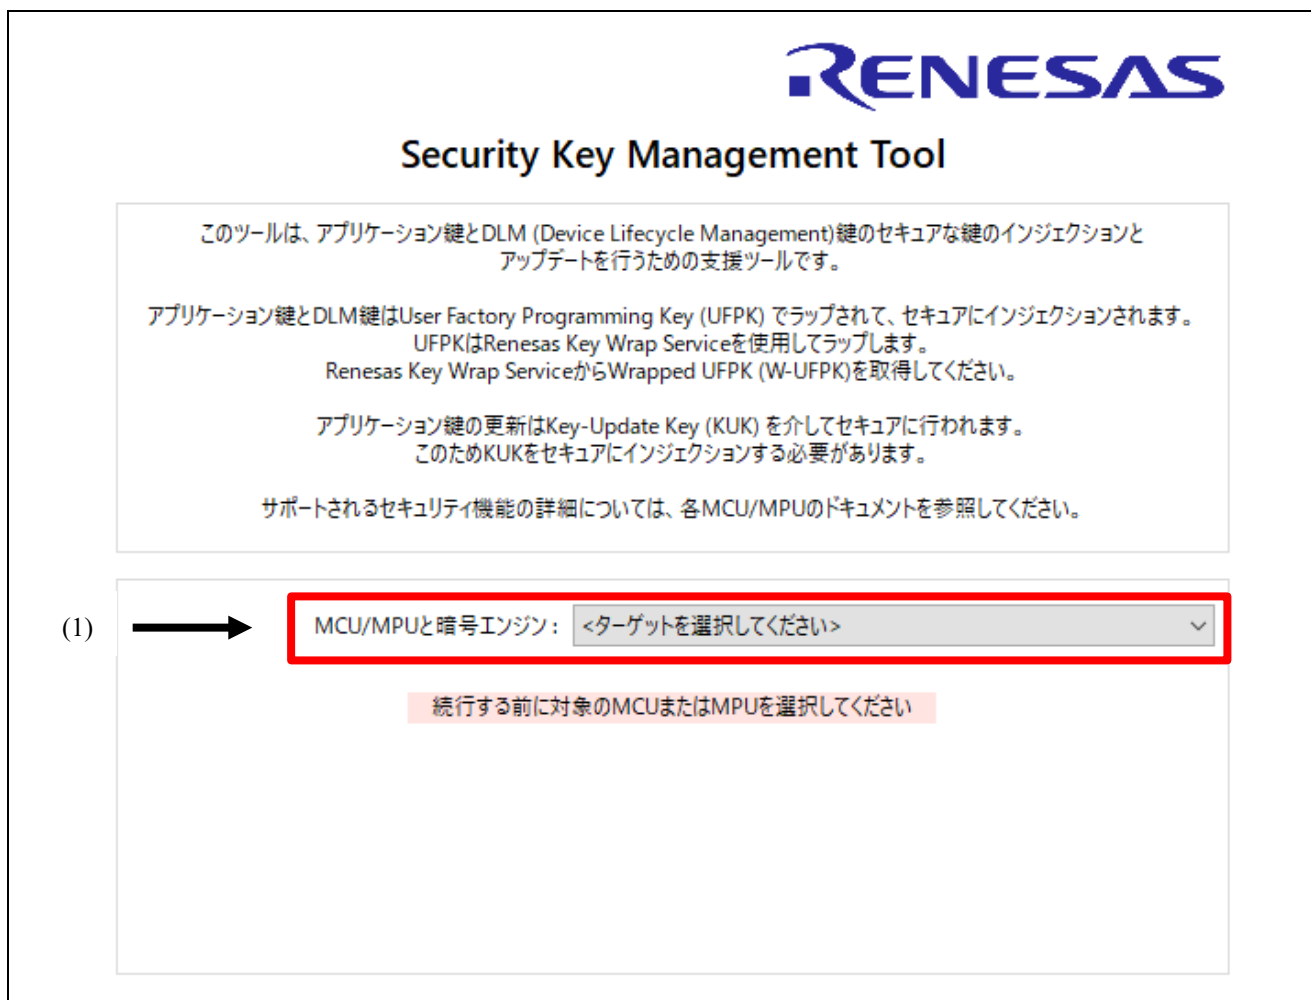 RENESAS
Security Key Management Tool
このツールは、アプリケーション鍵とDLM (Device Lifecycle Management)鍵のセキュアな鍵のインジェクションと
アップデートを行うための支援ツールです。
アプリケーション鍵とDLM鍵はUser Factory Programming Key (UFPK) でラップされて、セキュアにインジェクションされます。
UFPKはRenesas Key Wrap Serviceを使用してラップします。
Renesas Key Wrap ServiceからWrapped UFPK (W-UFPK)を取得してください。
アプリケーション鍵の更新はKey-Update Key (KUK) を介してセキュアに行われます。
このためKUKをセキュアにインジェクションする必要があります。
サポートされるセキュリティ機能の詳細については、各MCU/MPUのドキュメントを参照してください。
(1)
MCU/MPUと暗号エンジン : <ターゲットを選択してください>
続行する前に対象のMCUまたはMPUを選択してください